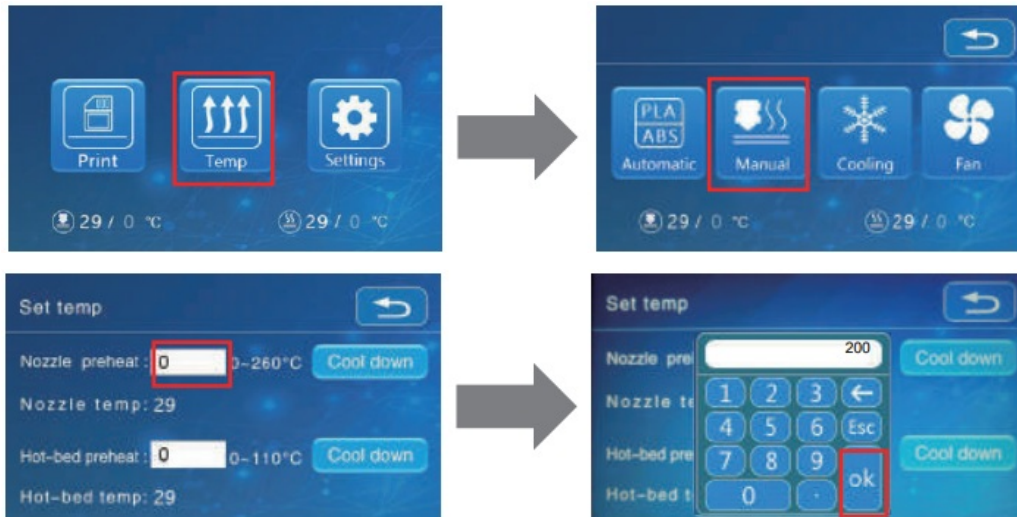 Print
Temp
Settings
29 / 0 °C
29 / 0 °C
PLA
ABS
Automatic
Manual
Cooling
Fan
29 / 0 °C
29 / 0 °C
Set temp
Nozzle preheat: 0 0~260°C Cool down
Nozzle temp: 29
Hot-bed preheat: 0 0~110°C Cool down
Hot-bed temp: 29
Set temp
200
Nozzle pre Cool down
1 2 3 ←
Nozzle te
4 5 6 Esc
Hot-bed pre Cool down
7 8 9 ok
Hot-bed t
0 .